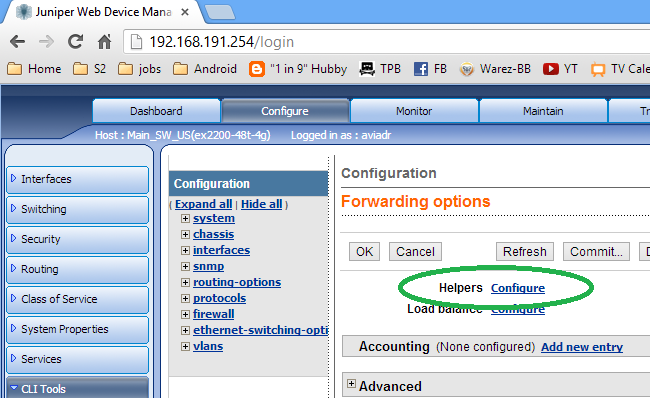 Juniper Web Device Mana
192.168.191.254/login
Home S2 jobs Android "1 in 9" Hubby TPB FB Warez-BB YT TV Cale
Dashboard Configure Monitor Maintain Tr
Host : Main_SW_US(ex2200-48t-4g) Logged in as : aviadr
Interfaces
Switching
Security
Routing
Class of Service
System Properties
Services
CLI Tools
Configuration
( Expand all | Hide all )
system
chassis
interfaces
snmp
routing-options
protocols
firewall
ethernet-switching-opti
vlans
Configuration
Forwarding options
OK Cancel Refresh Commit... D
Helpers Configure
Load balance Configure
Accounting (None configured) Add new entry
Advanced